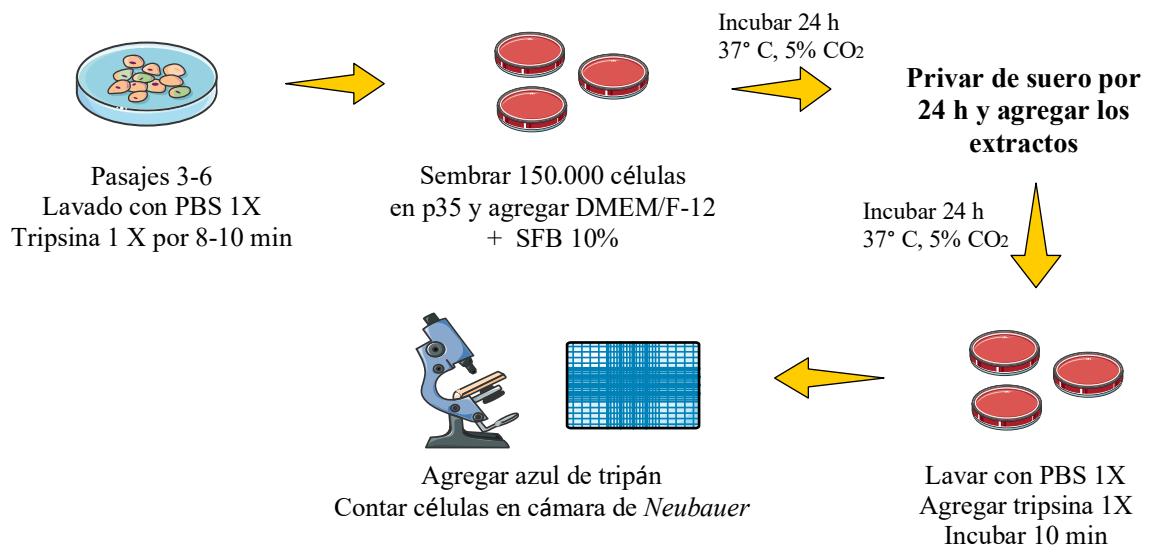 Pasajes 3-6
Lavado con PBS 1X
Tripsina 1 X por 8-10 min
Sembrar 150.000 células
en p35 y agregar DMEM/F-12
+ SFB 10%
Incubar 24 h
37° C, 5% CO2
Privar de suero por
24 h y agregar los
extractos
Incubar 24 h
37° C, 5% CO2
Lavar con PBS 1X
Agregar tripsina 1X
Incubar 10 min
Agregar azul de tripán
Contar células en cámara de Neubauer